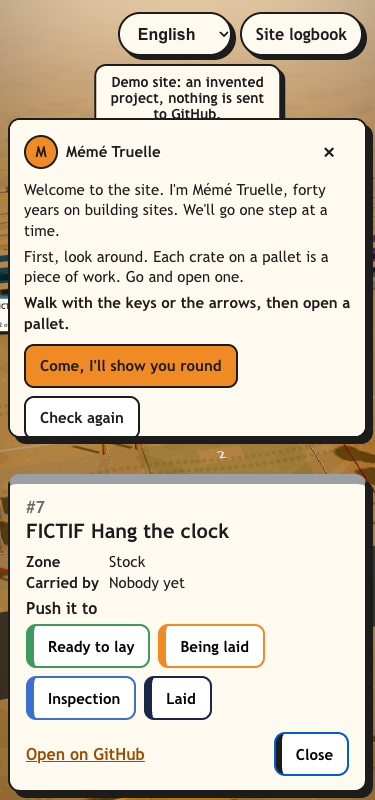 English
Site logbook
Demo site: an invented
project, nothing is sent
to GitHub.
M
Mémé Truelle
×
Welcome to the site. I'm Mémé Truelle, forty
years on building sites. We'll go one step at a
time.
First, look around. Each crate on a pallet is a
piece of work. Go and open one.
Walk with the keys or the arrows, then open a
pallet.
Come, I'll show you round
Check again
2
#7
FICTIF Hang the clock
Zone Stock
Carried by Nobody yet
Push it to
Ready to lay
Being laid
Inspection
Laid
Open on GitHub
Close